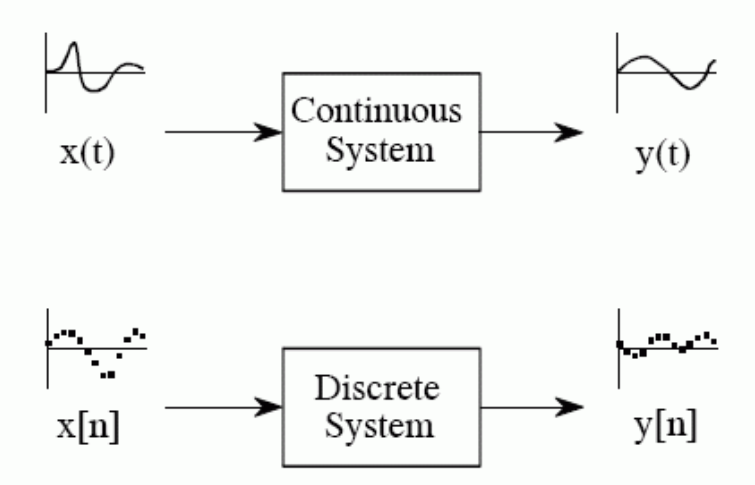 Continuous
System
x(t)
y(t)
Discrete
System
x[n]
y[n]